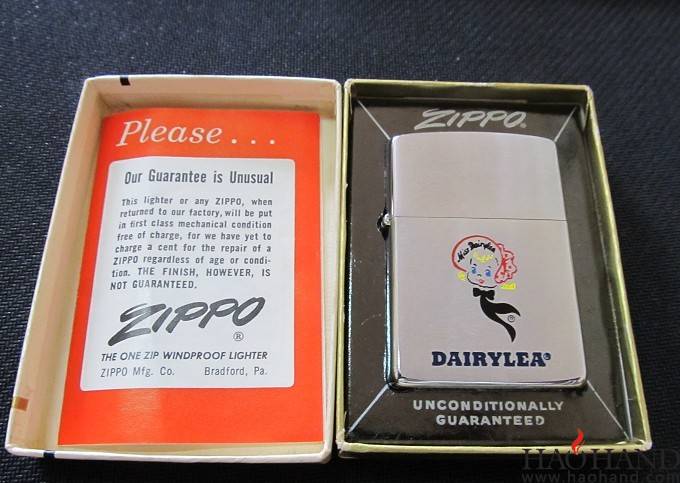 Please...
Our Guarantee is Unusual
This lighter or any ZIPPO, when
returned to our factory, will be put
in first class mechanical condition
free of charge, for we have yet to
charge a cent for the repair of a
ZIPPO regardless of age or condi-
tion. THE FINISH, HOWEVER, IS
NOT GUARANTEED.
ZIPPO®
THE ONE ZIP WINDPROOF LIGHTER
ZIPPO Mfg. Co. Bradford, Pa.
ZIPPO®
Miss Dairylea
®
DAIRYLEA®
UNCONDITIONALLY
GUARANTEED
HAOHAND
www.haohand.com